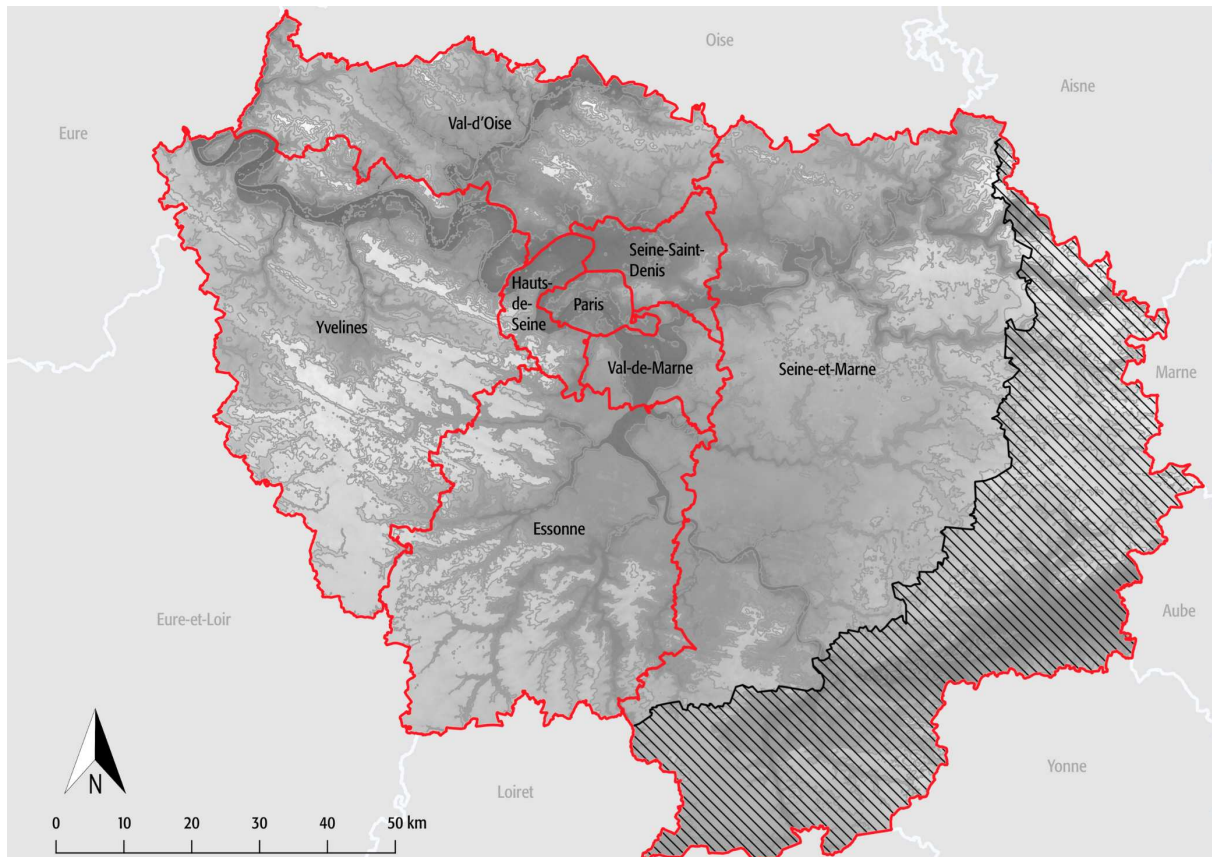 Oise
Aisne
Eure
Val-d'Oise
Seine-Saint-
Denis
Hauts-
de-
Seine
Paris
Yvelines
Val-de-Marne
Seine-et-Marne
Marne
Essonne
Eure-et-Loir
Aube
Yonne
Loiret
N
0 10 20 30 40 50 km